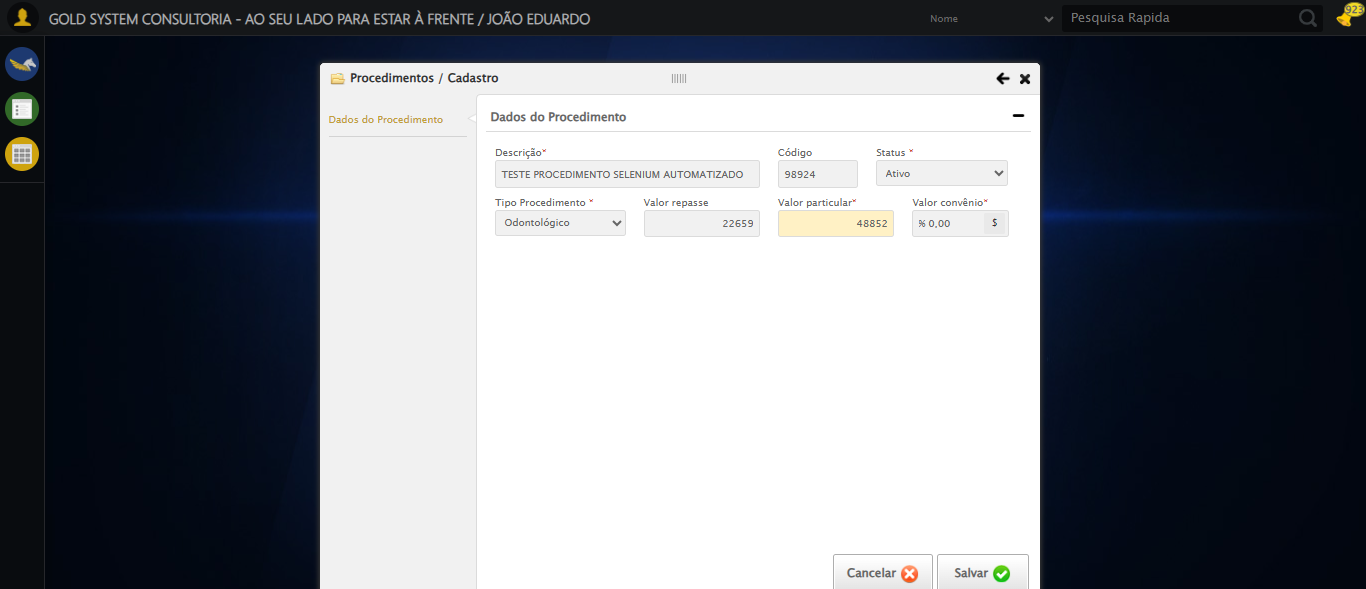 GOLD SYSTEM CONSULTORIA - AO SEU LADO PARA ESTAR À FRENTE / JOÃO EDUARDO
Nome
Pesquisa Rapida
923
Procedimentos / Cadastro
Dados do Procedimento
Dados do Procedimento
Descrição* Código Status *
TESTE PROCEDIMENTO SELENIUM AUTOMATIZADO 98924 Ativo
Tipo Procedimento * Valor repasse Valor particular* Valor convênio*
Odontológico 22659 48852 % 0,00 $
Cancelar Salvar